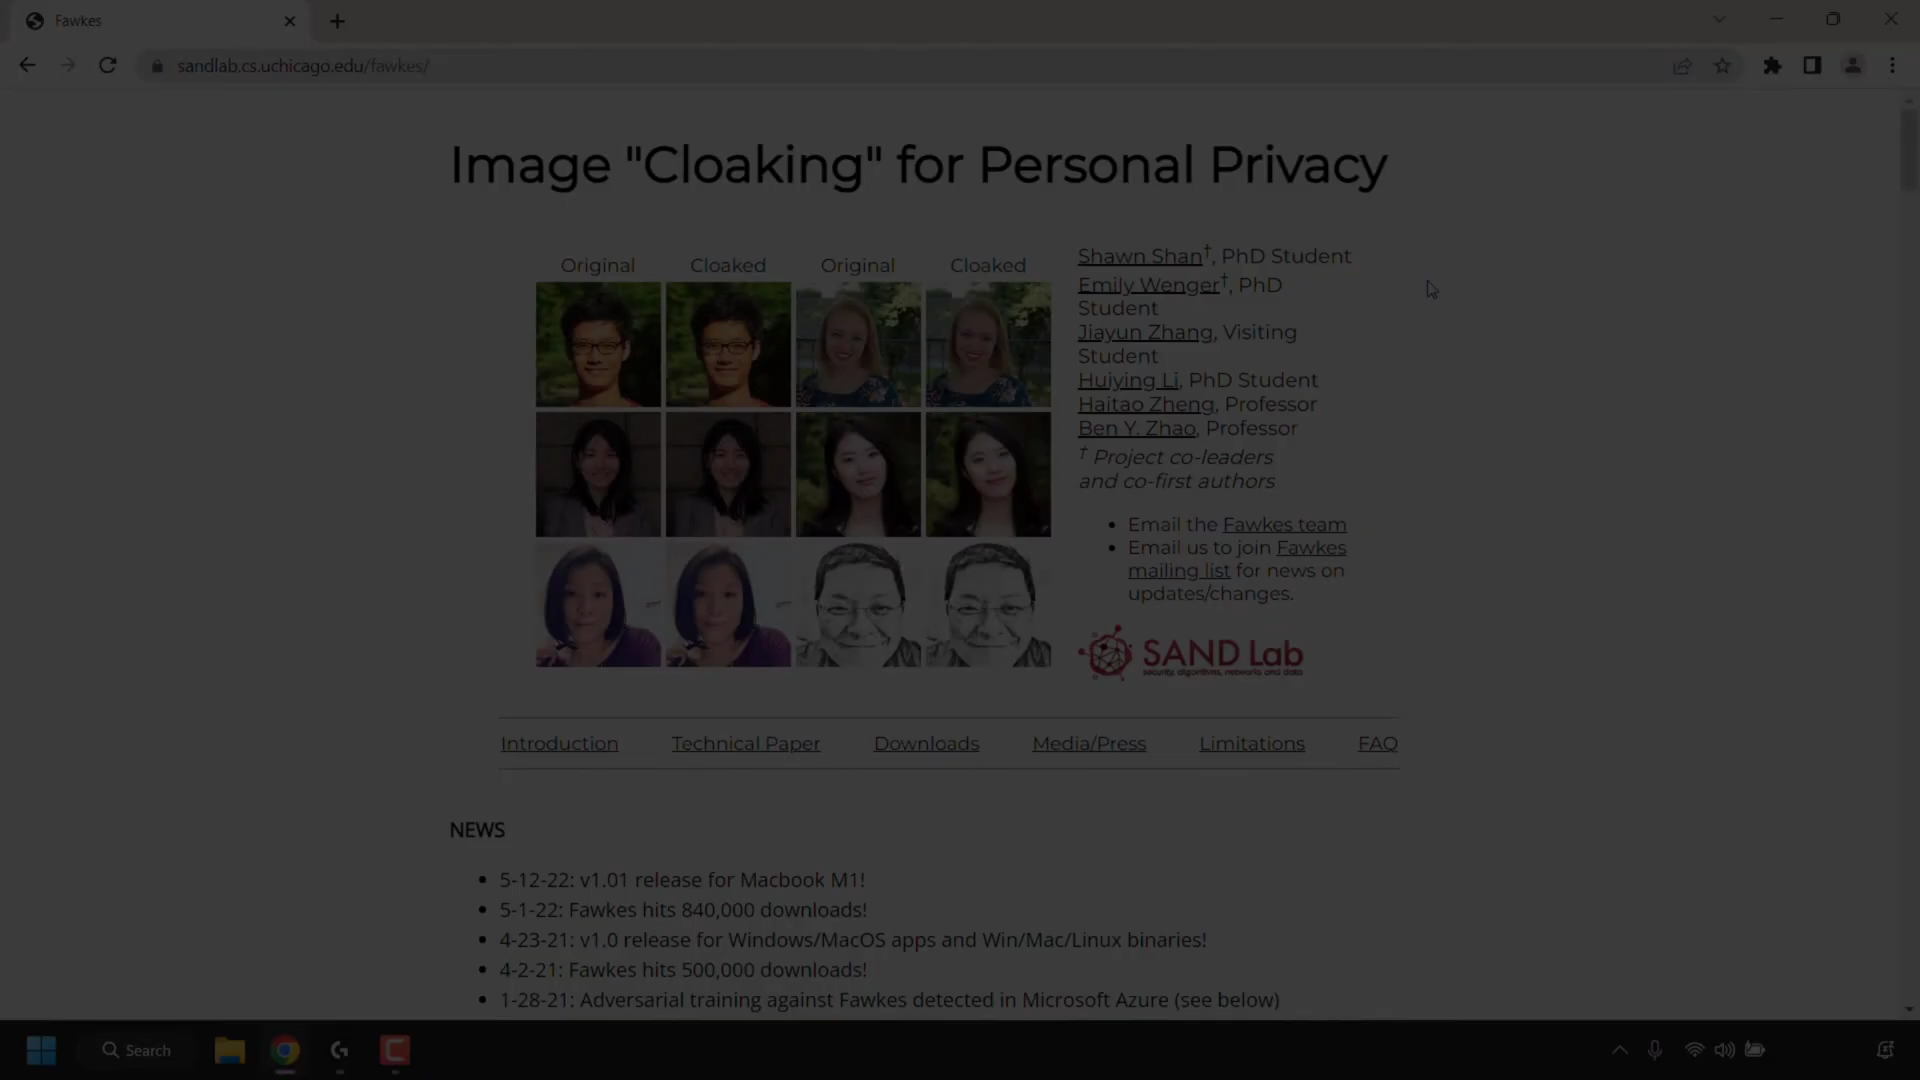 Fawkes
sandlab.cs.uchicago.edu/fawkes/
Image "Cloaking" for Personal Privacy
Original Cloaked Original Cloaked
Shawn Shan†, PhD Student
Emily Wenger†, PhD
Student
Jiayun Zhang, Visiting
Student
Huiying Li, PhD Student
Haitao Zheng, Professor
Ben Y. Zhao, Professor
† Project co-leaders
and co-first authors
• Email the Fawkes team
• Email us to join Fawkes
mailing list for news on
updates/changes.
SAND Lab
security, algorithms, networks and data
Introduction Technical Paper Downloads Media/Press Limitations FAQ
NEWS
• 5-12-22: v1.01 release for Macbook M1!
• 5-1-22: Fawkes hits 840,000 downloads!
• 4-23-21: v1.0 release for Windows/MacOS apps and Win/Mac/Linux binaries!
• 4-2-21: Fawkes hits 500,000 downloads!
• 1-28-21: Adversarial training against Fawkes detected in Microsoft Azure (see below)
Search